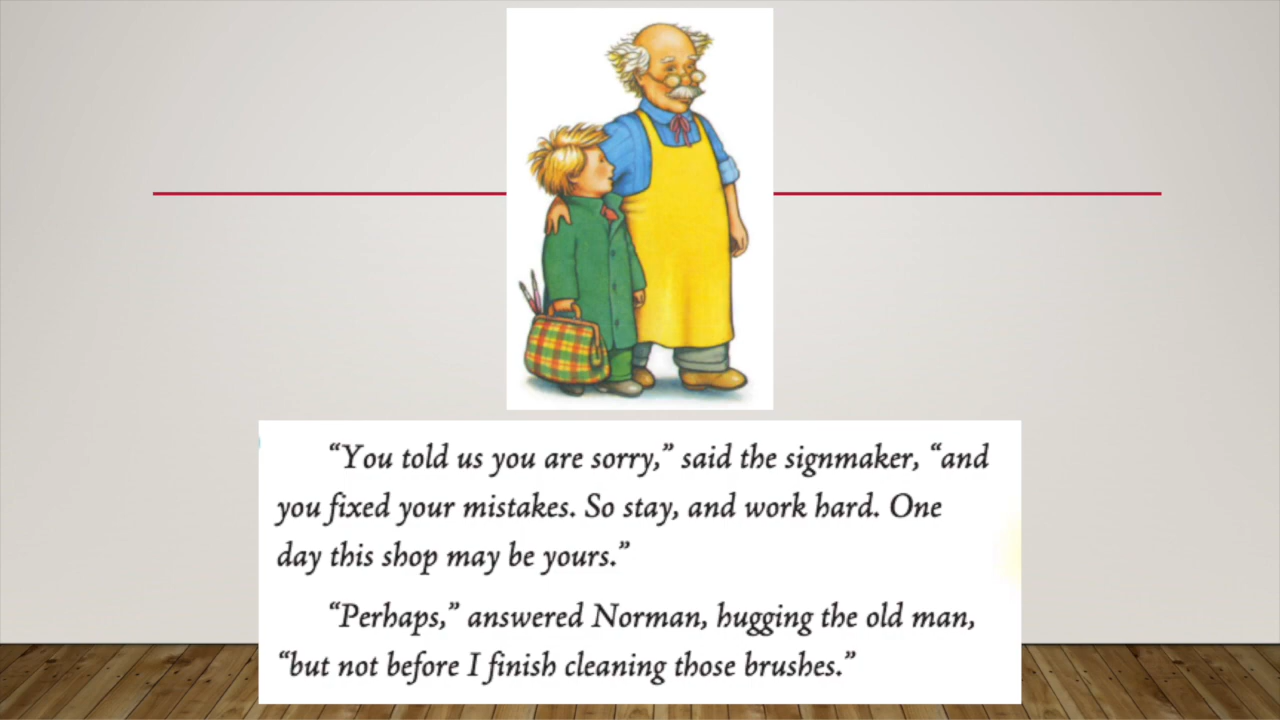 “You told us you are sorry,” said the signmaker, “and
you fixed your mistakes. So stay, and work hard. One
day this shop may be yours.”
“Perhaps,” answered Norman, hugging the old man,
“but not before I finish cleaning those brushes.”